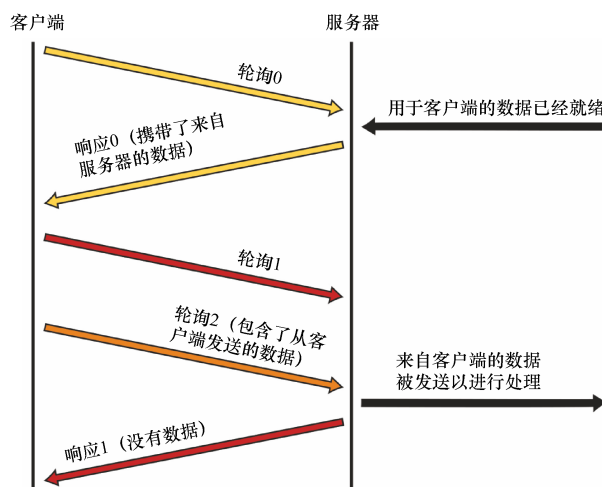 客户端
服务器
轮询0
用于客户端的数据已经就绪
响应0（携带了来自
服务器的数据）
轮询1
轮询2（包含了从客
户端发送的数据）
来自客户端的数据
被发送以进行处理
响应1（没有数据）